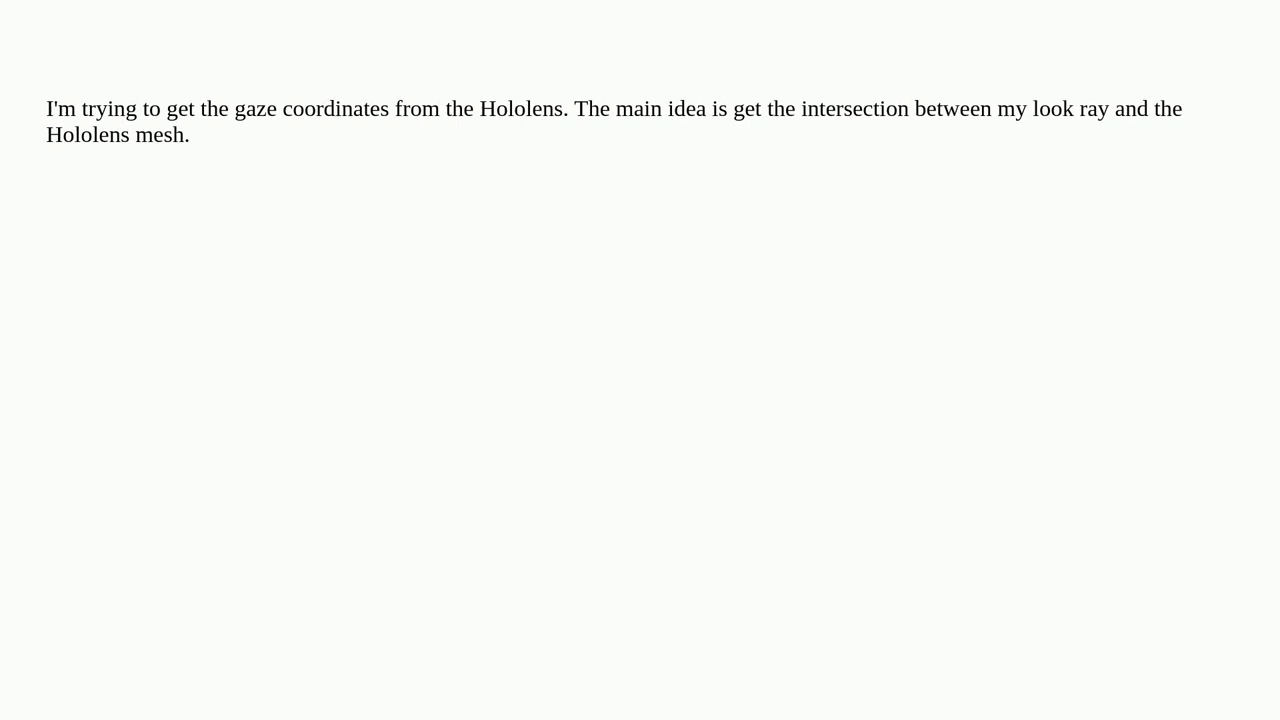 I'm trying to get the gaze coordinates from the Hololens. The main idea is get the intersection between my look ray and the
Hololens mesh.